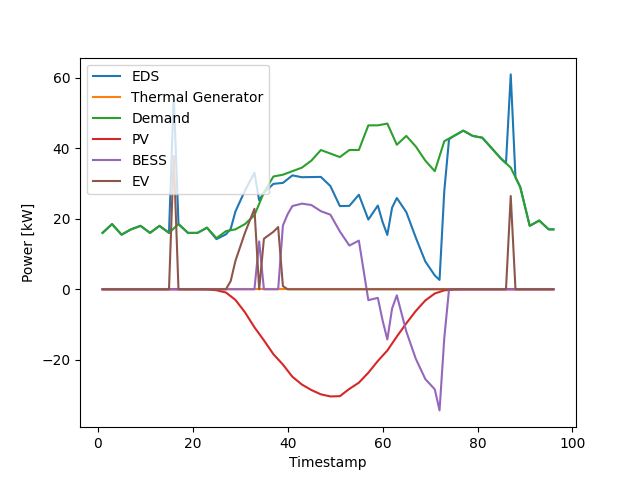 60
40
20
0
−20
Power [kW]
EDS
Thermal Generator
Demand
PV
BESS
EV
0
20
40
60
80
100
Timestamp